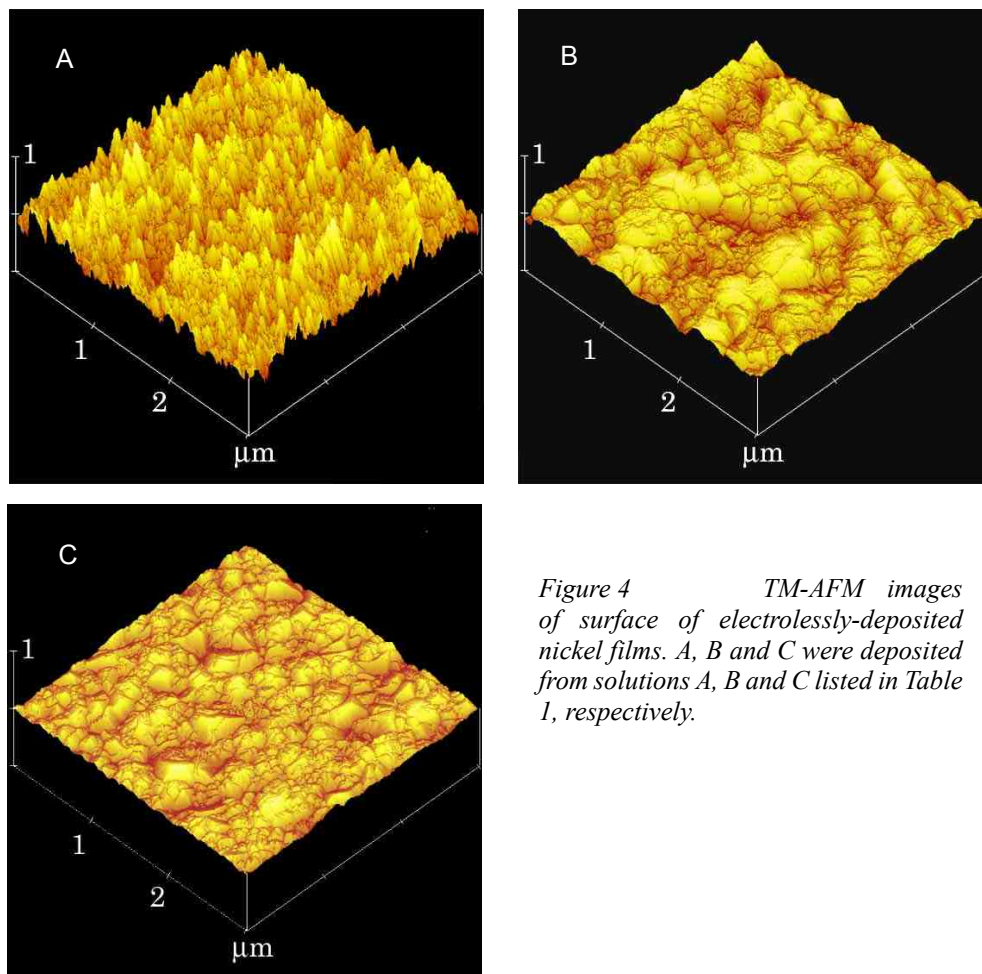 A
1
1
2
μm
B
1
1
2
μm
C
1
1
2
μm
Figure 4 TM-AFM images
of surface of electrolessly-deposited
nickel films. A, B and C were deposited
from solutions A, B and C listed in Table
1, respectively.